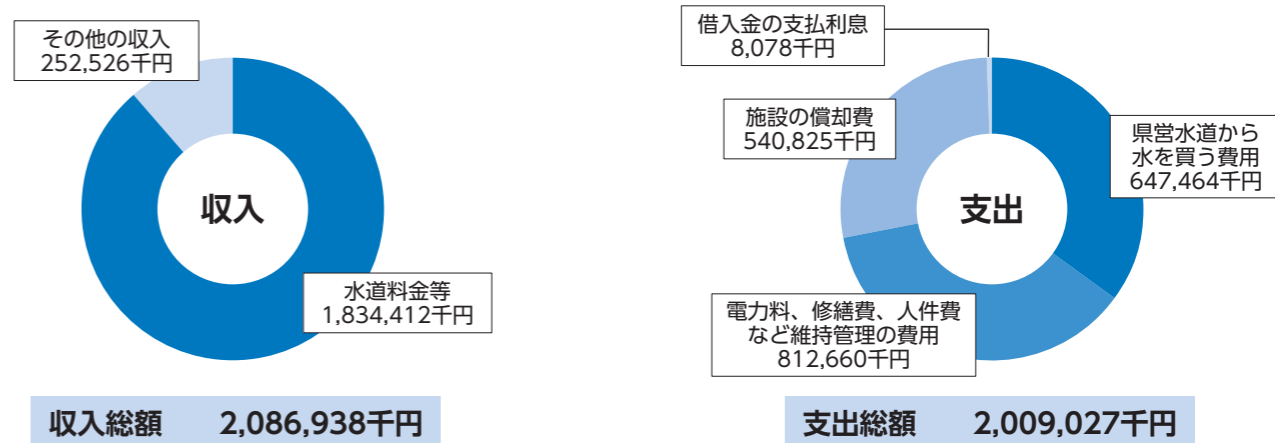 その他の収入
252,526千円
収入
水道料金等
1,834,412千円
収入総額 2,086,938千円
借入金の支払利息
8,078千円
施設の償却費
540,825千円
県営水道から
水を買う費用
647,464千円
支出
電力料、修繕費、人件費
など維持管理の費用
812,660千円
支出総額 2,009,027千円